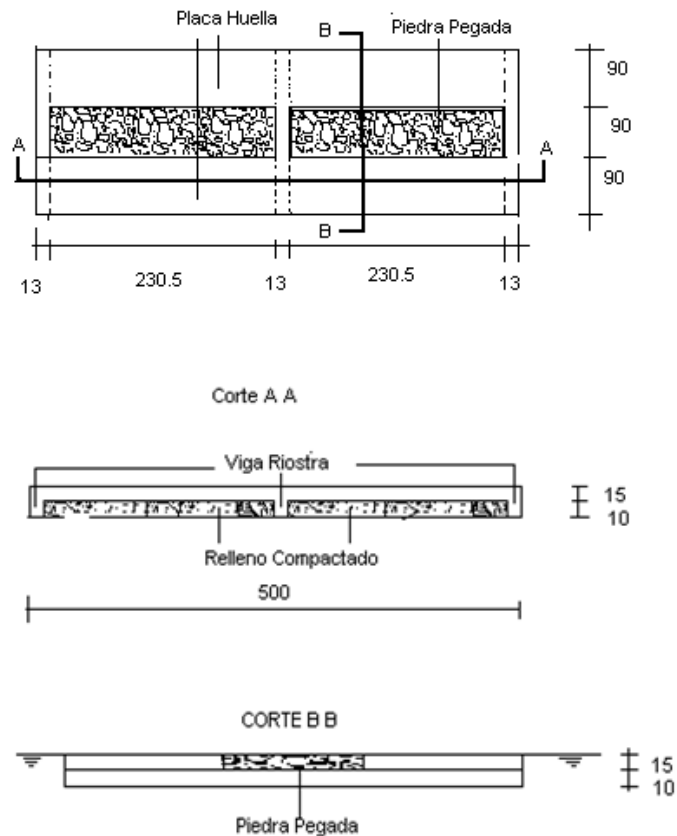 Placa Huella
B
Piedra Pegada
90
90
90
A
A
B
13
230.5
13
230.5
13
Corte A A
Viga Riostra
15
10
Relleno Compactado
500
CORTE B B
15
10
Piedra Pegada